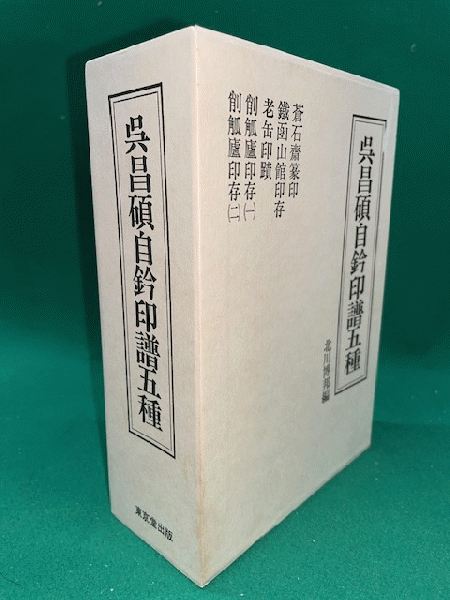 呉昌碩自鈐印譜五種
北川博邦編
蒼石齋篆印
鐵函山館印存
老缶印蹟
削觚廬印存(一)
削觚廬印存(二)
呉昌碩自鈐印譜五種
東京堂出版